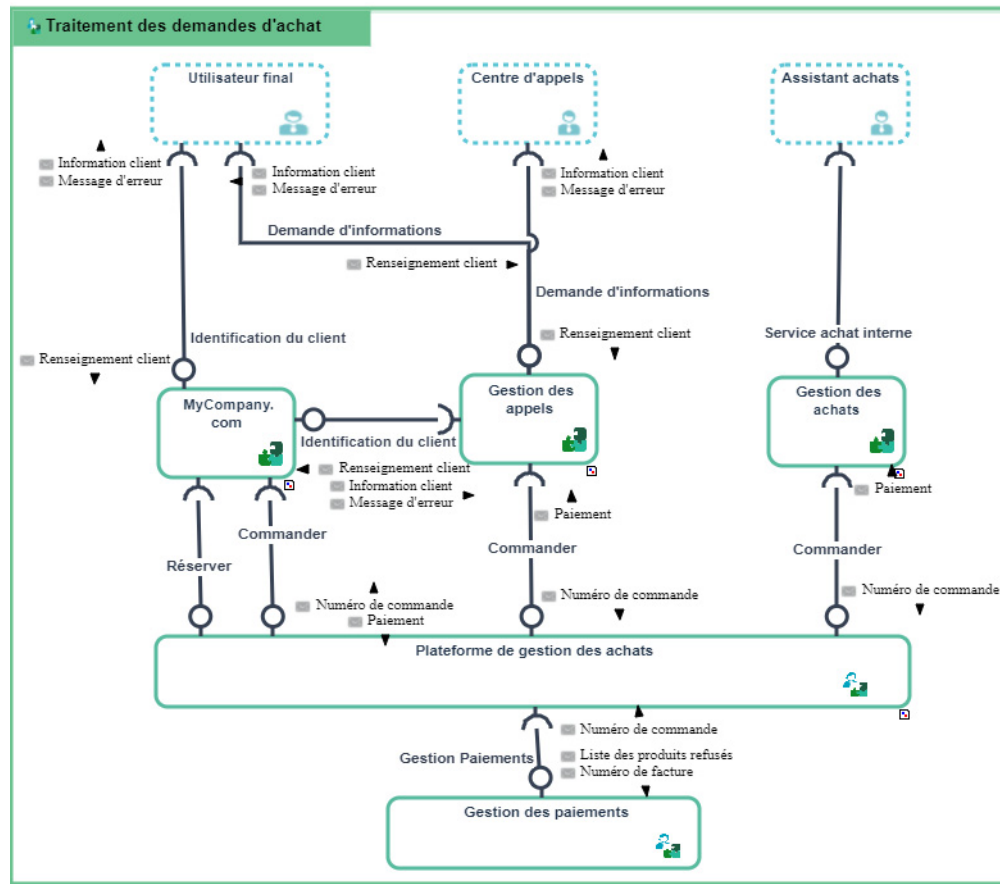 Traitement des demandes d'achat
Utilisateur final
Centre d'appels
Assistant achats
Information client
Message d'erreur
Information client
Message d'erreur
Information client
Message d'erreur
Demande d'informations
Renseignement client
Demande d'informations
Identification du client
Renseignement client
Service achat interne
Renseignement client
MyCompany.
com
Gestion des
appels
Gestion des
achats
Identification du client
Renseignement client
Information client
Message d'erreur
Paiement
Paiement
Commander
Réserver
Commander
Commander
Numéro de commande
Paiement
Numéro de commande
Numéro de commande
Plateforme de gestion des achats
Numéro de commande
Gestion Paiements
Liste des produits refusés
Numéro de facture
Gestion des paiements